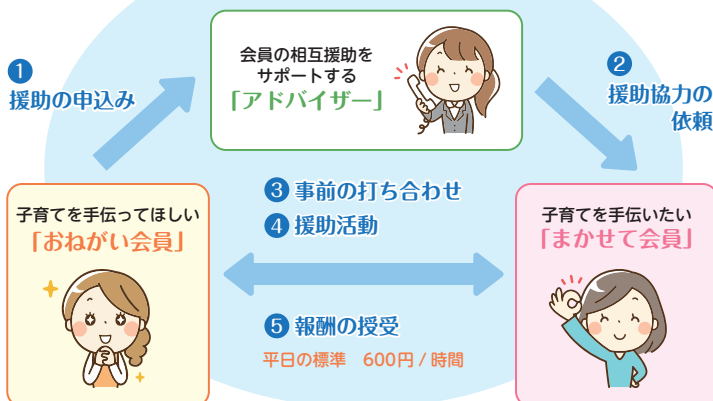 会員の相互援助を
サポートする
「アドバイザー」
❶
援助の申込み
❷
援助協力の
依頼
❸ 事前の打ち合わせ
❹ 援助活動
子育てを手伝ってほしい
「おねがい会員」
子育てを手伝いたい
「まかせて会員」
❺ 報酬の授受
平日の標準　600円 / 時間